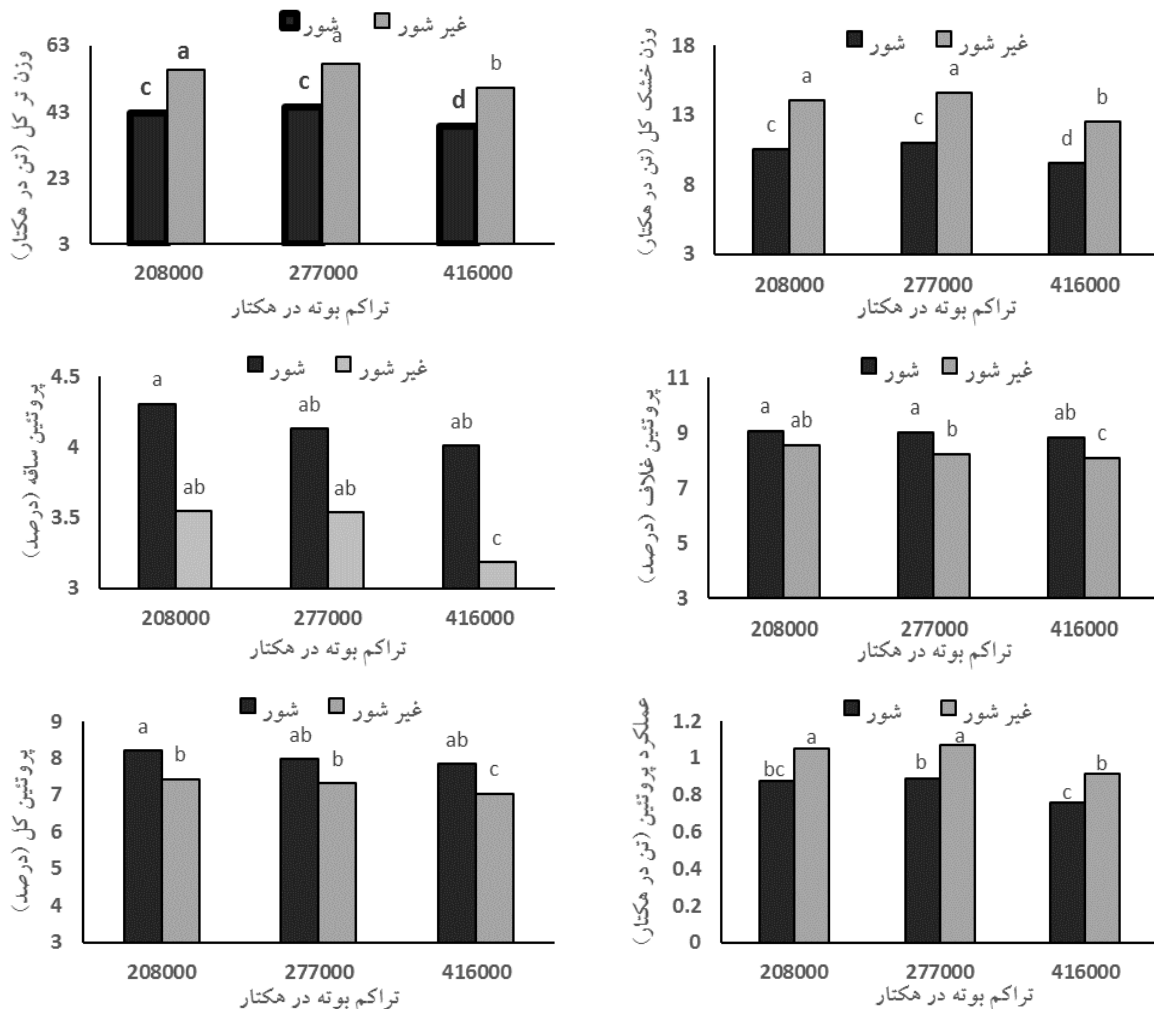 شور غیر شور
وزن تر کل (تن در هکتار)
63
43
23
3
c a c a d b
208000 277000 416000
تراکم بوته در هکتار
شور غیر شور
وزن خشک کل (تن در هکتار)
18
13
8
3
c a c a d b
208000 277000 416000
تراکم بوته در هکتار
شور غیر شور
پروتئین ساقه (درصد)
4.5
4
3.5
3
a ab ab ab ab c
208000 277000 416000
تراکم بوته در هکتار
شور غیر شور
پروتئین غلاف (درصد)
11
9
7
5
3
a ab a b ab c
208000 277000 416000
تراکم بوته در هکتار
شور غیر شور
پروتئین کل (درصد)
9
8
7
6
5
4
3
a b ab b ab c
208000 277000 416000
تراکم بوته در هکتار
شور غیر شور
عملکرد پروتئین (تن در هکتار)
1.2
1
0.8
0.6
0.4
0.2
0
bc a b a c b
208000 277000 416000
تراکم بوته در هکتار